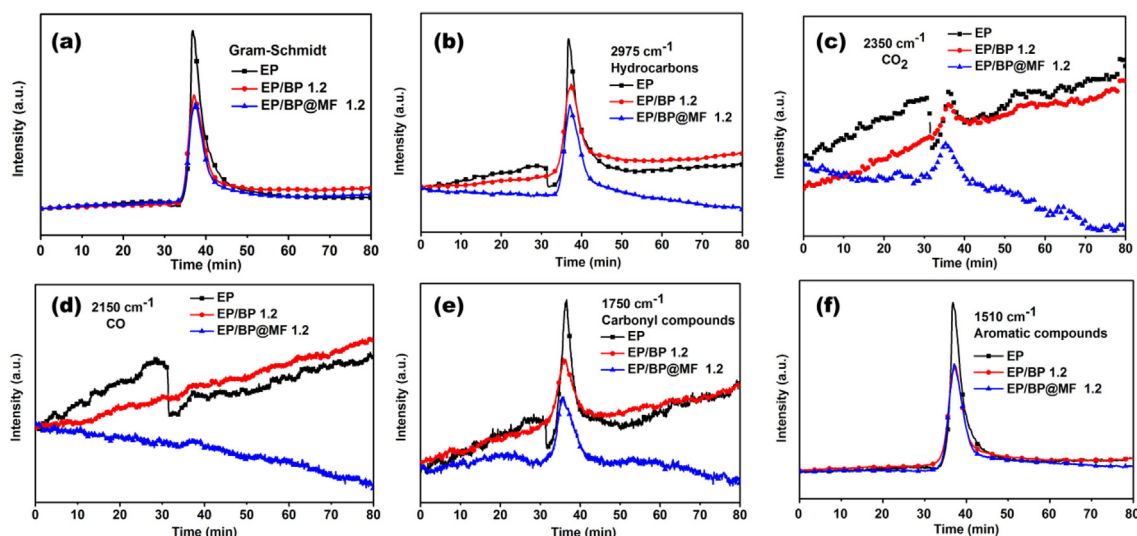 (a)
Gram-Schmidt
EP
EP/BP 1.2
EP/BP@MF 1.2
Intensity (a.u.)
0 10 20 30 40 50 60 70 80
Time (min)
(b)
2975 cm⁻¹
Hydrocarbons
EP
EP/BP 1.2
EP/BP@MF 1.2
Intensity (a.u.)
0 10 20 30 40 50 60 70 80
Time (min)
(c)
2350 cm⁻¹
CO₂
EP
EP/BP 1.2
EP/BP@MF 1.2
Intensity (a.u.)
0 10 20 30 40 50 60 70 80
Time (min)
(d)
2150 cm⁻¹
CO
EP
EP/BP 1.2
EP/BP@MF 1.2
Intensity (a.u.)
0 10 20 30 40 50 60 70 80
Time (min)
(e)
1750 cm⁻¹
Carbonyl compounds
EP
EP/BP 1.2
EP/BP@MF 1.2
Intensity (a.u.)
0 10 20 30 40 50 60 70 80
Time (min)
(f)
1510 cm⁻¹
Aromatic compounds
EP
EP/BP 1.2
EP/BP@MF 1.2
Intensity (a.u.)
0 10 20 30 40 50 60 70 80
Time (min)